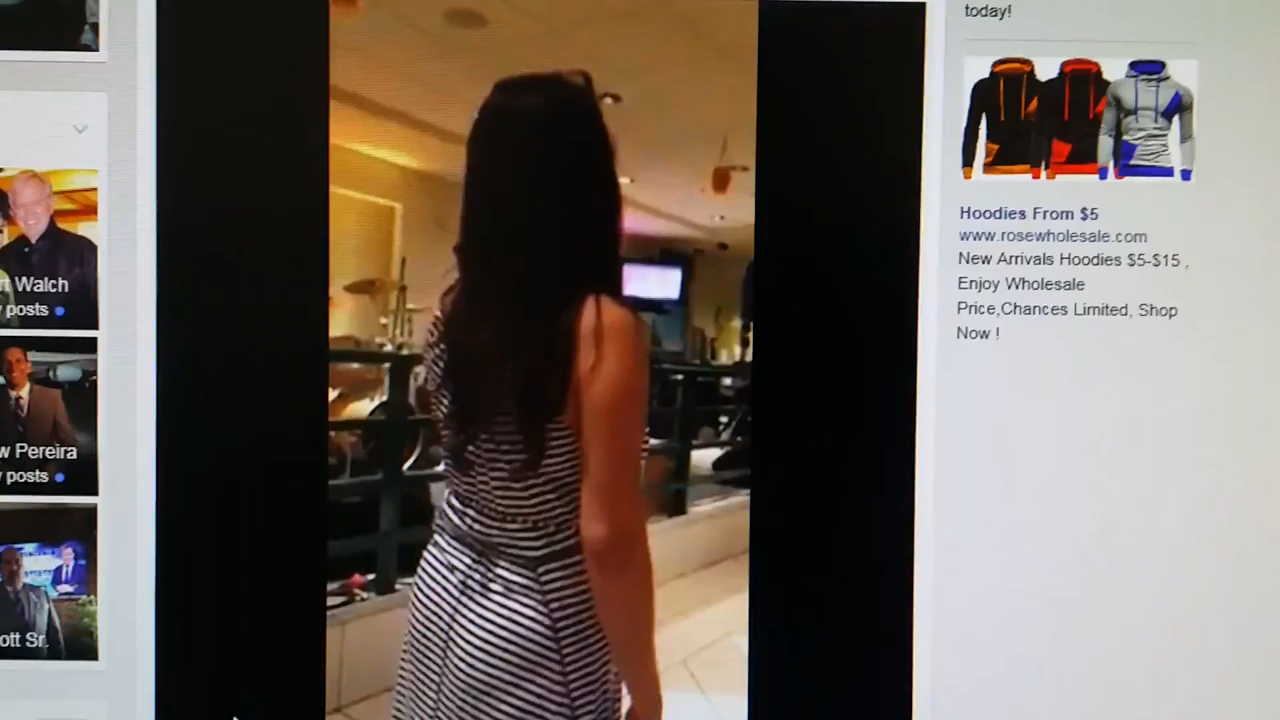 today!
rt Walch
posts
w Pereira
posts
ott Sr.
Hoodies From $5
www.rosewholesale.com
New Arrivals Hoodies $5-$15 ,
Enjoy Wholesale
Price,Chances Limited, Shop
Now !